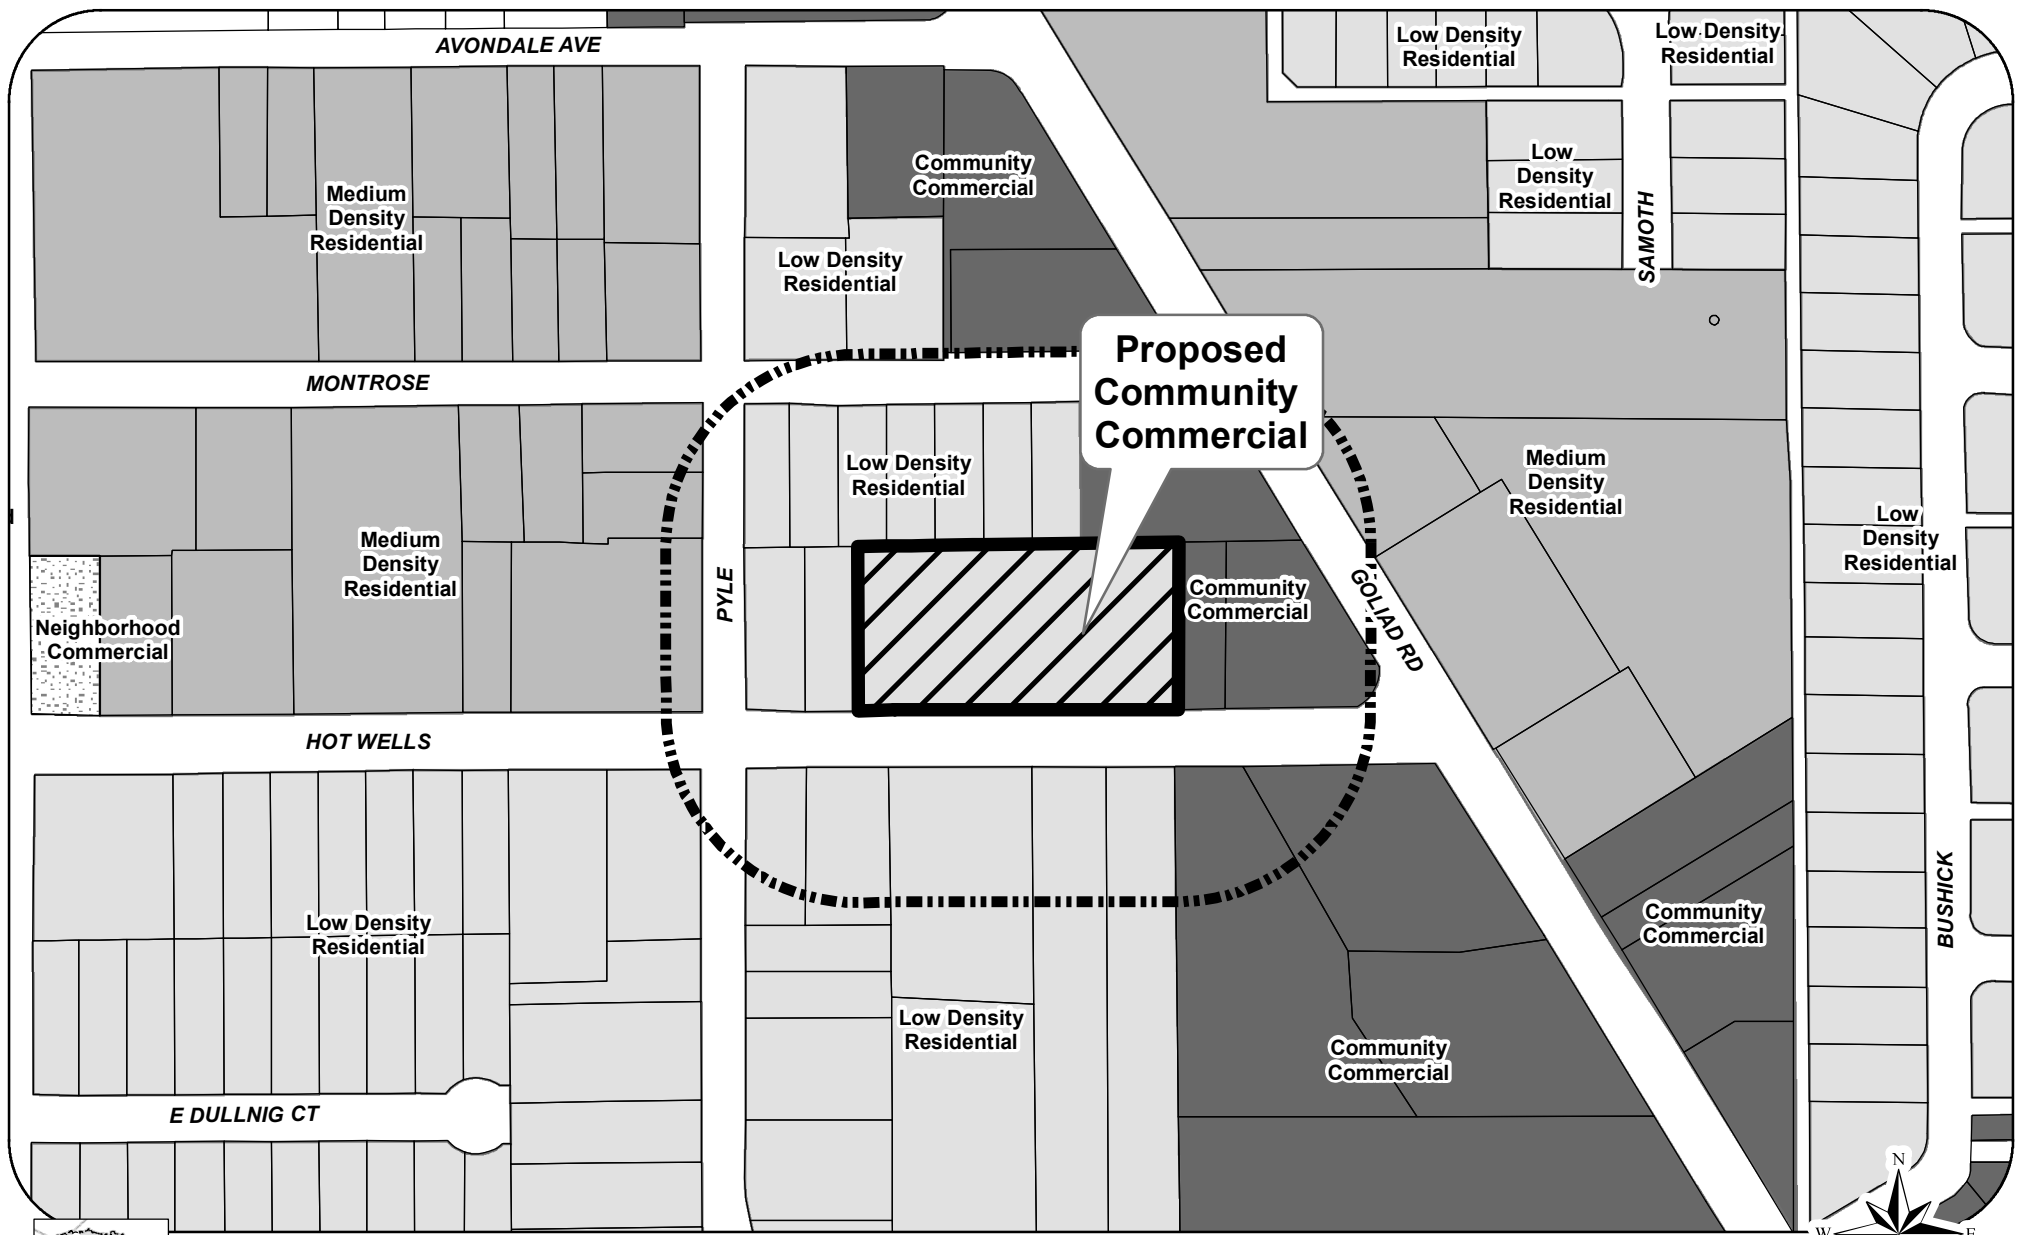 AVONDALE AVE
Low Density
Residential
Low Density
Residential
Community
Commercial
Low
Density
Residential
Medium
Density
Residential
SAMOTH
Low Density
Residential
Proposed
Community
Commercial
MONTROSE
Low Density
Residential
Medium
Density
Residential
Medium
Density
Residential
Low
Density
Residential
PYLE
Community
Commercial
GOLIAD RD
Neighborhood
Commercial
HOT WELLS
BUSHICK
Low Density
Residential
Community
Commercial
Low Density
Residential
Community
Commercial
E DULLNIG CT
N
W
E